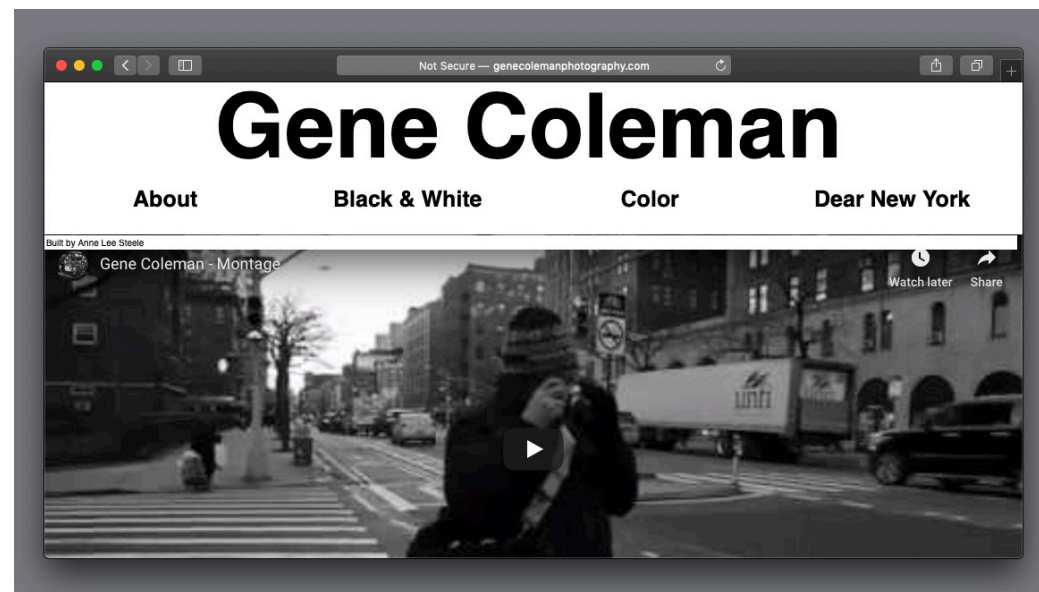 Not Secure — genecolemanphotography.com
Gene Coleman
About Black & White Color Dear New York
Built by Anne Lee Steele
Gene Coleman - Montage
Watch later Share